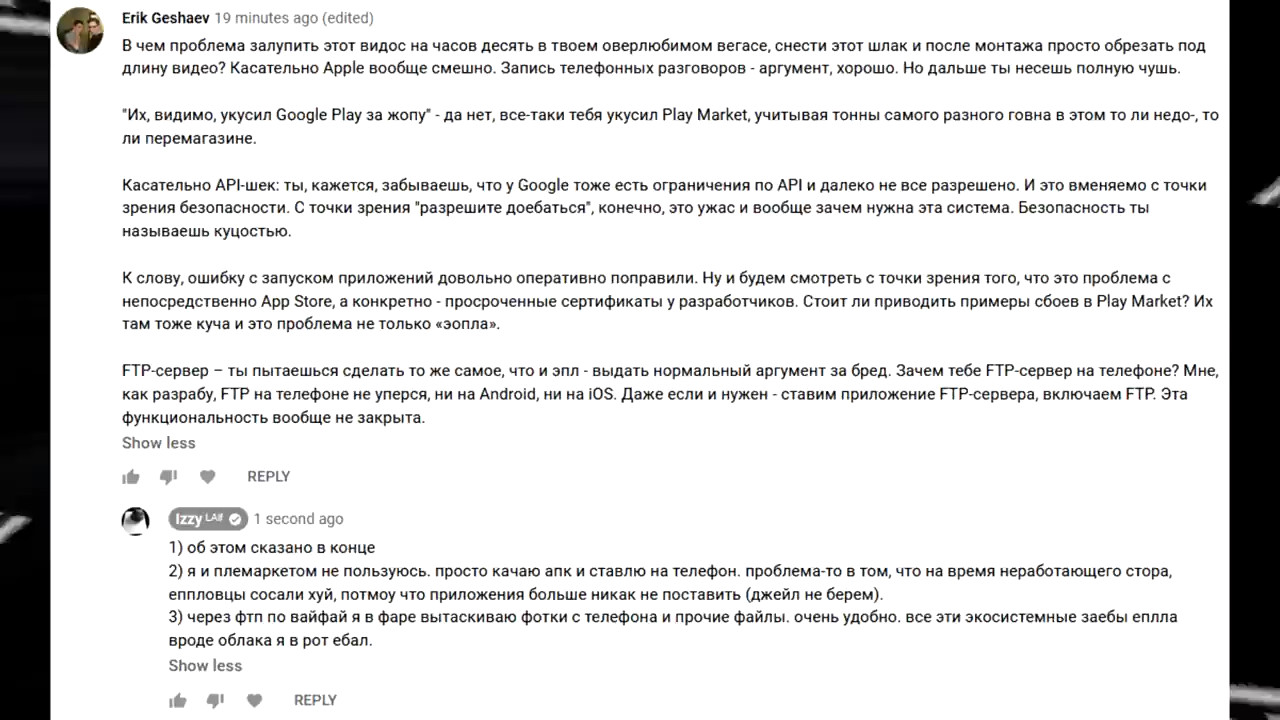 Erik Geshaev 19 minutes ago (edited)
В чем проблема залупить этот видос на часов десять в твоем оверлюбимом вегасе, снести этот шлак и после монтажа просто обрезать под
длину видео? Касательно Apple вообще смешно. Запись телефонных разговоров - аргумент, хорошо. Но дальше ты несешь полную чушь.
"Их, видимо, укусил Google Play за жопу" - да нет, все-таки тебя укусил Play Market, учитывая тонны самого разного говна в этом то ли недо-, то
ли перемагазине.
Касательно API-шек: ты, кажется, забываешь, что у Google тоже есть ограничения по API и далеко не все разрешено. И это вменяемо с точки
зрения безопасности. С точки зрения "разрешите доебаться", конечно, это ужас и вообще зачем нужна эта система. Безопасность ты
называешь куцостью.
К слову, ошибку с запуском приложений довольно оперативно поправили. Ну и будем смотреть с точки зрения того, что это проблема с
непосредственно App Store, а конкретно - просроченные сертификаты у разработчиков. Стоит ли приводить примеры сбоев в Play Market? Их
там тоже куча и это проблема не только «эопла».
FTP-сервер – ты пытаешься сделать то же самое, что и эпл - выдать нормальный аргумент за бред. Зачем тебе FTP-сервер на телефоне? Мне,
как разрабу, FTP на телефоне не уперся, ни на Android, ни на iOS. Даже если и нужен - ставим приложение FTP-сервера, включаем FTP. Эта
функциональность вообще не закрыта.
Show less
REPLY
Izzy LAIf 1 second ago
1) об этом сказано в конце
2) я и племаркетом не пользуюсь. просто качаю апк и ставлю на телефон. проблема-то в том, что на время неработающего стора,
епловцы сосали хуй, потмоу что приложения больше никак не поставить (джейл не берем).
3) через фтп по вайфай я в фаре вытаскиваю фотки с телефона и прочие файлы. очень удобно. все эти экосистемные заебы еплла
вроде облака я в рот ебал.
Show less
REPLY